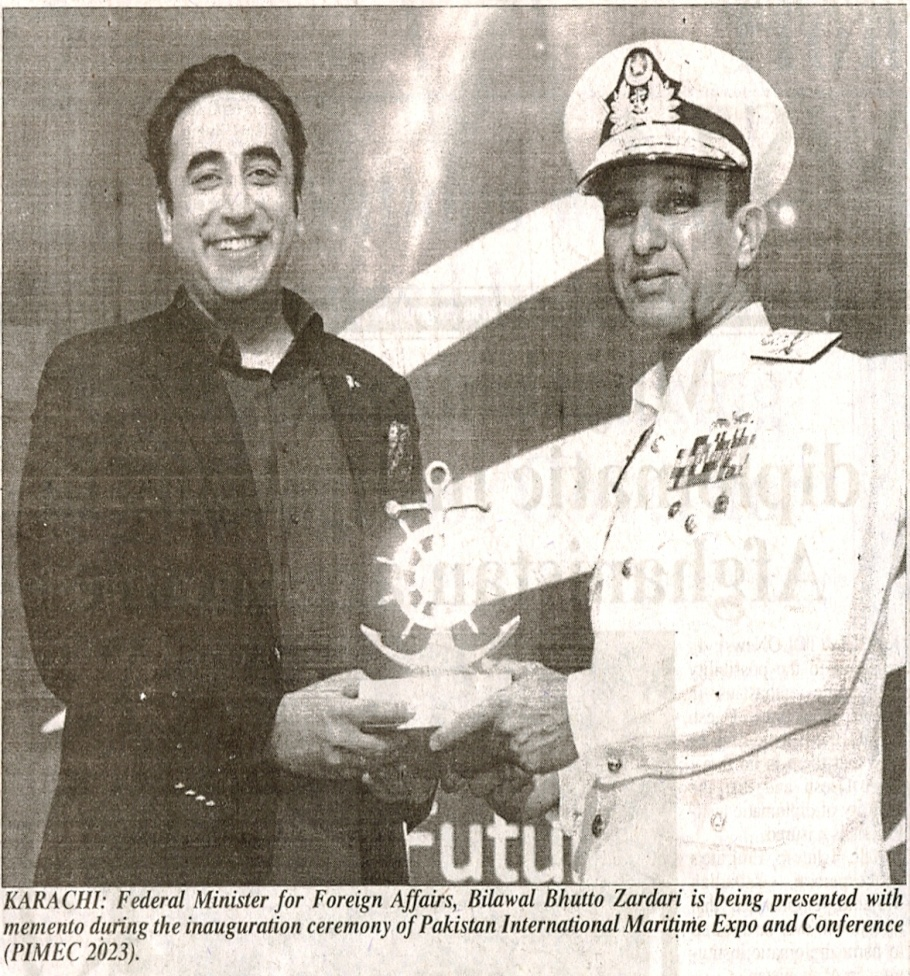 Futu
KARACHI: Federal Minister for Foreign Affairs, Bilawal Bhutto Zardari is being presented with
memento during the inauguration ceremony of Pakistan International Maritime Expo and Conference
(PIMEC 2023).